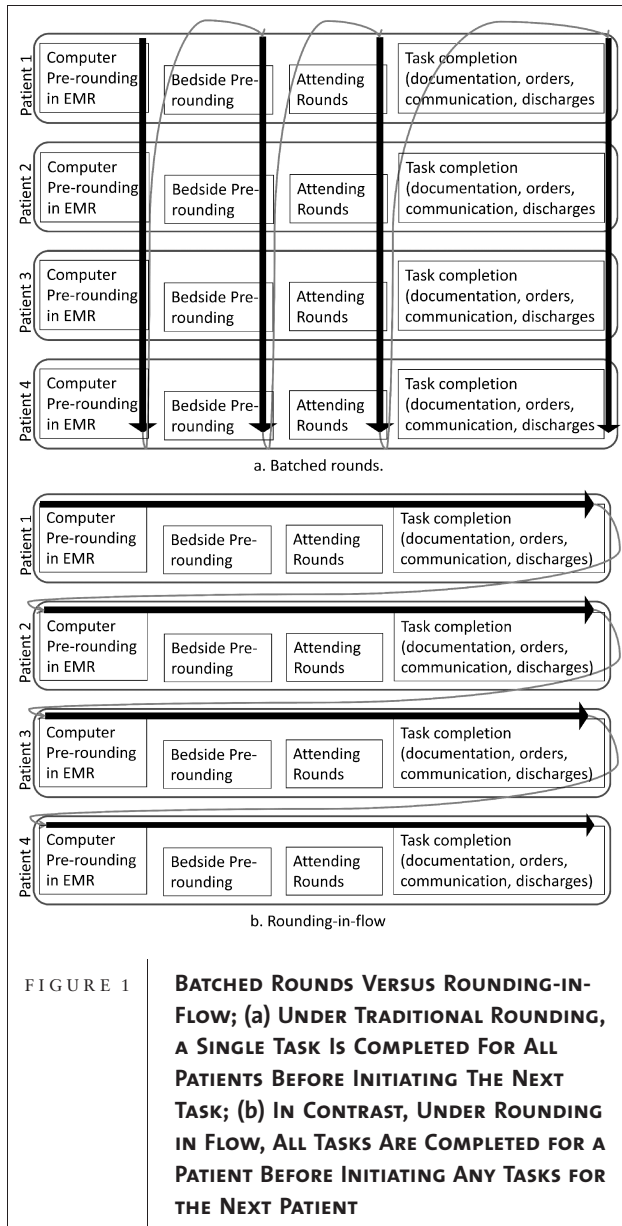 Patient 1
Computer
Pre-rounding
in EMR
Bedside Pre-
rounding
Attending
Rounds
Task completion
(documentation, orders,
communication, discharges
Patient 2
Computer
Pre-rounding
in EMR
Bedside Pre-
rounding
Attending
Rounds
Task completion
(documentation, orders,
communication, discharges
Patient 3
Computer
Pre-rounding
in EMR
Bedside Pre-
rounding
Attending
Rounds
Task completion
(documentation, orders,
communication, discharges
Patient 4
Computer
Pre-rounding
in EMR
Bedside Pre-
rounding
Attending
Rounds
Task completion
(documentation, orders,
communication, discharges
a. Batched rounds.
Patient 1
Computer
Pre-rounding
in EMR
Bedside Pre-
rounding
Attending
Rounds
Task completion
(documentation, orders,
communication, discharges)
Patient 2
Computer
Pre-rounding
in EMR
Bedside Pre-
rounding
Attending
Rounds
Task completion
(documentation, orders,
communication, discharges)
Patient 3
Computer
Pre-rounding
in EMR
Bedside Pre-
rounding
Attending
Rounds
Task completion
(documentation, orders,
communication, discharges)
Patient 4
Computer
Pre-rounding
in EMR
Bedside Pre-
rounding
Attending
Rounds
Task completion
(documentation, orders,
communication, discharges)
b. Rounding-in-flow
FIGURE 1
Batched Rounds Versus Rounding-in-
Flow; (a) Under Traditional Rounding,
a Single Task Is Completed For All
Patients Before Initiating The Next
Task; (b) In Contrast, Under Rounding
in Flow, All Tasks Are Completed for a
Patient Before Initiating Any Tasks for
the Next Patient